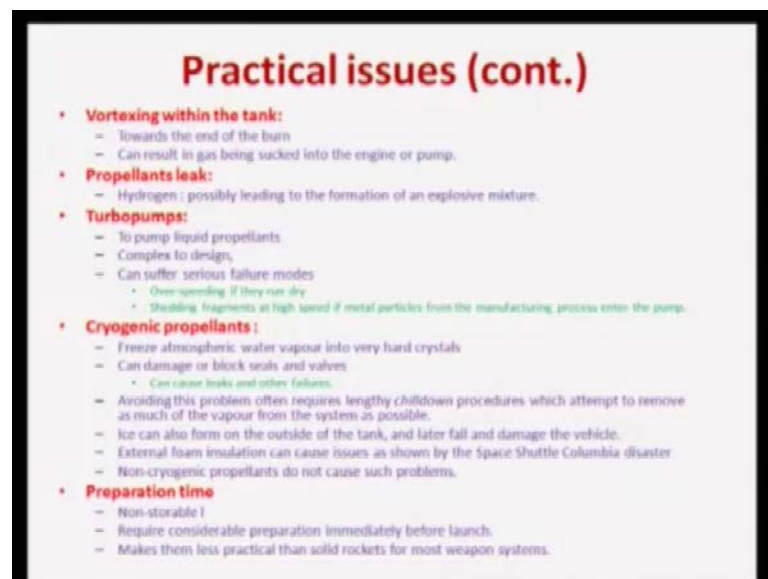 Practical issues (cont.)
• Vortexing within the tank:
– Towards the end of the burn
– Can result in gas being sucked into the engine or pump.
• Propellants leak:
– Hydrogen : possibly leading to the formation of an explosive mixture.
• Turbopumps:
– To pump liquid propellants
– Complex to design,
– Can suffer serious failure modes
• Over-speeding if they run dry
• Shedding fragments at high speed if metal particles from the manufacturing process enter the pump.
• Cryogenic propellants :
– Freeze atmospheric water vapour into very hard crystals
– Can damage or block seals and valves
• Can cause leaks and other failures.
– Avoiding this problem often requires lengthy chilldown procedures which attempt to remove
as much of the vapour from the system as possible.
– Ice can also form on the outside of the tank, and later fall and damage the vehicle.
– External foam insulation can cause issues as shown by the Space Shuttle Columbia disaster
– Non-cryogenic propellants do not cause such problems.
• Preparation time
– Non-storable l
– Require considerable preparation immediately before launch.
– Makes them less practical than solid rockets for most weapon systems.